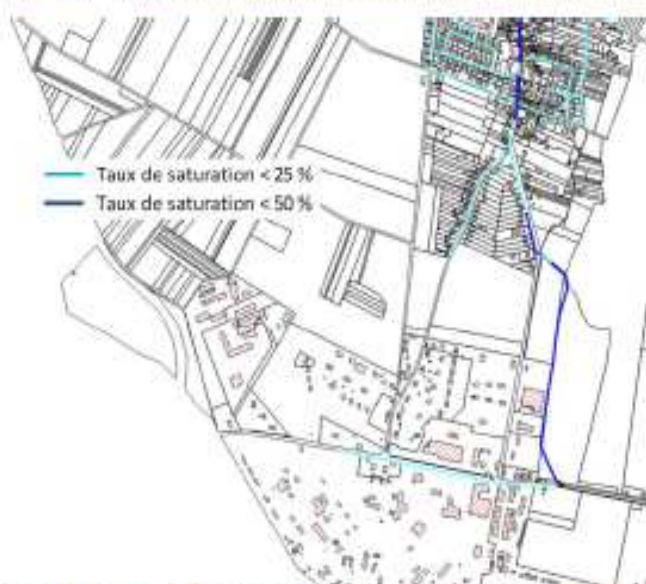 Taux de saturation < 25 %
Taux de saturation < 50 %